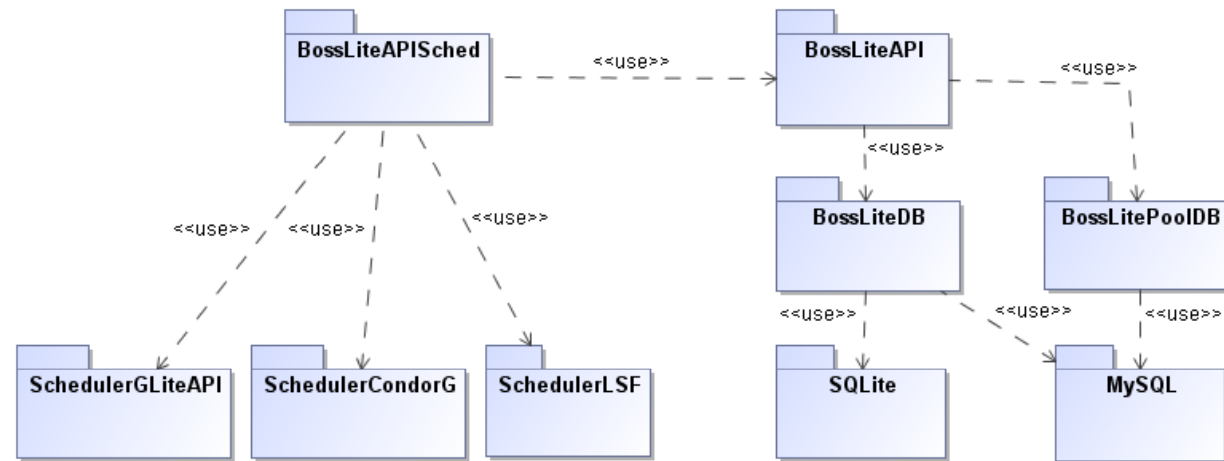 BossLiteAPISched
BossLiteAPI
<<use>>
<<use>>
<<use>>
BossLiteDB
BossLitePoolDB
<<use>>
<<use>>
<<use>>
<<use>>
<<use>>
<<use>>
SchedulerGLiteAPI
SchedulerCondorG
SchedulerLSF
SQLite
MySQL